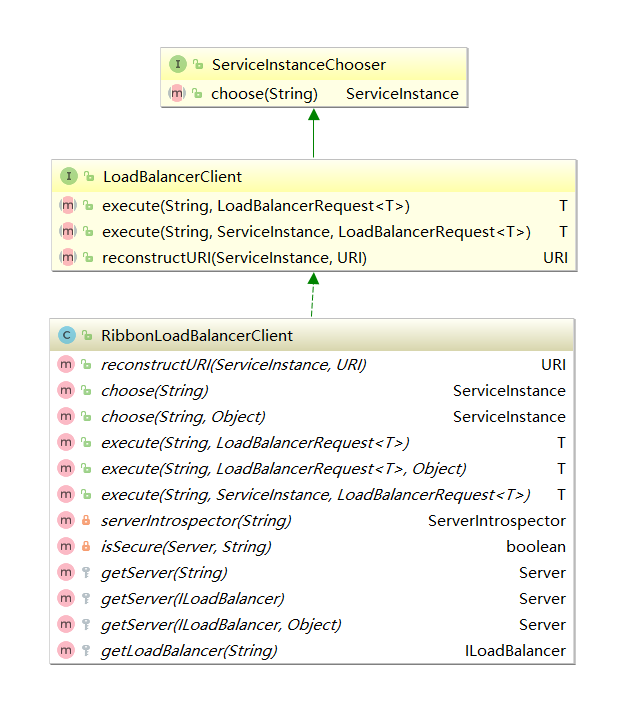 I ServiceInstanceChooser
m choose(String) ServiceInstance
I LoadBalancerClient
m execute(String, LoadBalancerRequest<T>) T
m execute(String, ServiceInstance, LoadBalancerRequest<T>) T
m reconstructURI(ServiceInstance, URI) URI
C RibbonLoadBalancerClient
m reconstructURI(ServiceInstance, URI) URI
m choose(String) ServiceInstance
m choose(String, Object) ServiceInstance
m execute(String, LoadBalancerRequest<T>) T
m execute(String, LoadBalancerRequest<T>, Object) T
m execute(String, ServiceInstance, LoadBalancerRequest<T>) T
m serverIntrospector(String) ServerIntrospector
m isSecure(Server, String) boolean
m getServer(String) Server
m getServer(ILoadBalancer) Server
m getServer(ILoadBalancer, Object) Server
m getLoadBalancer(String) ILoadBalancer